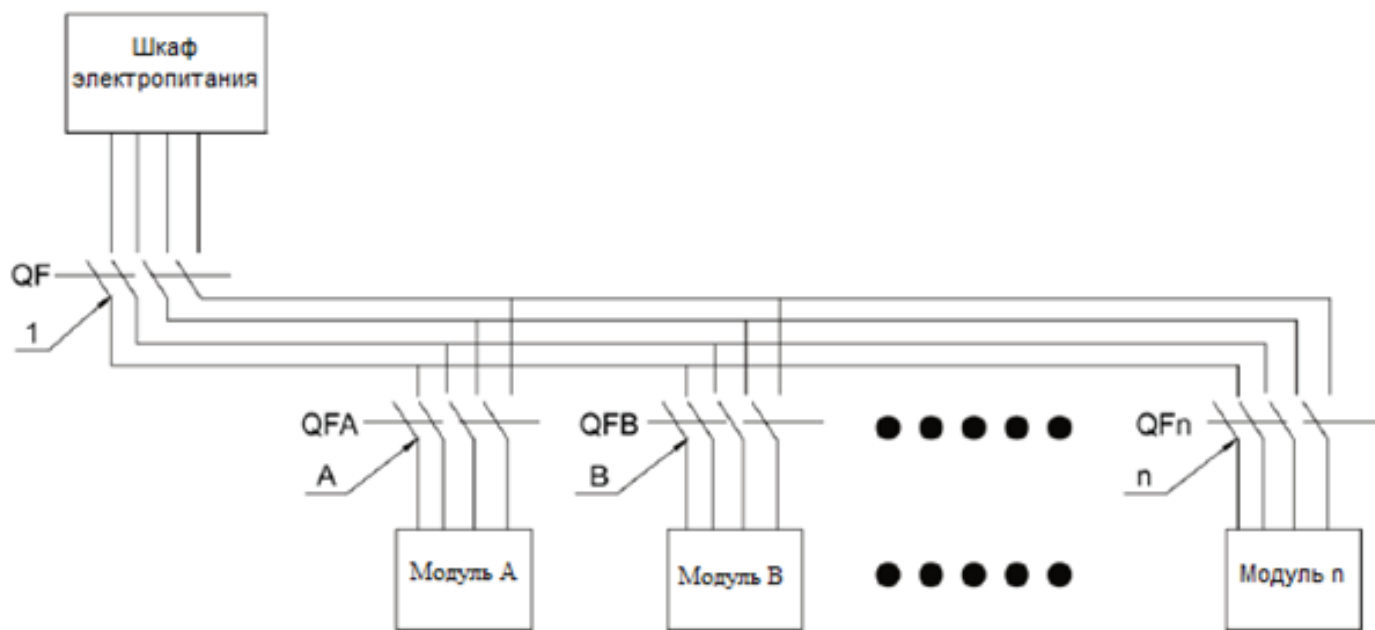 Шкаф
электропитания
QF
1
QFA
QFB
QFn
A
B
n
Модуль А
Модуль В
Модуль n